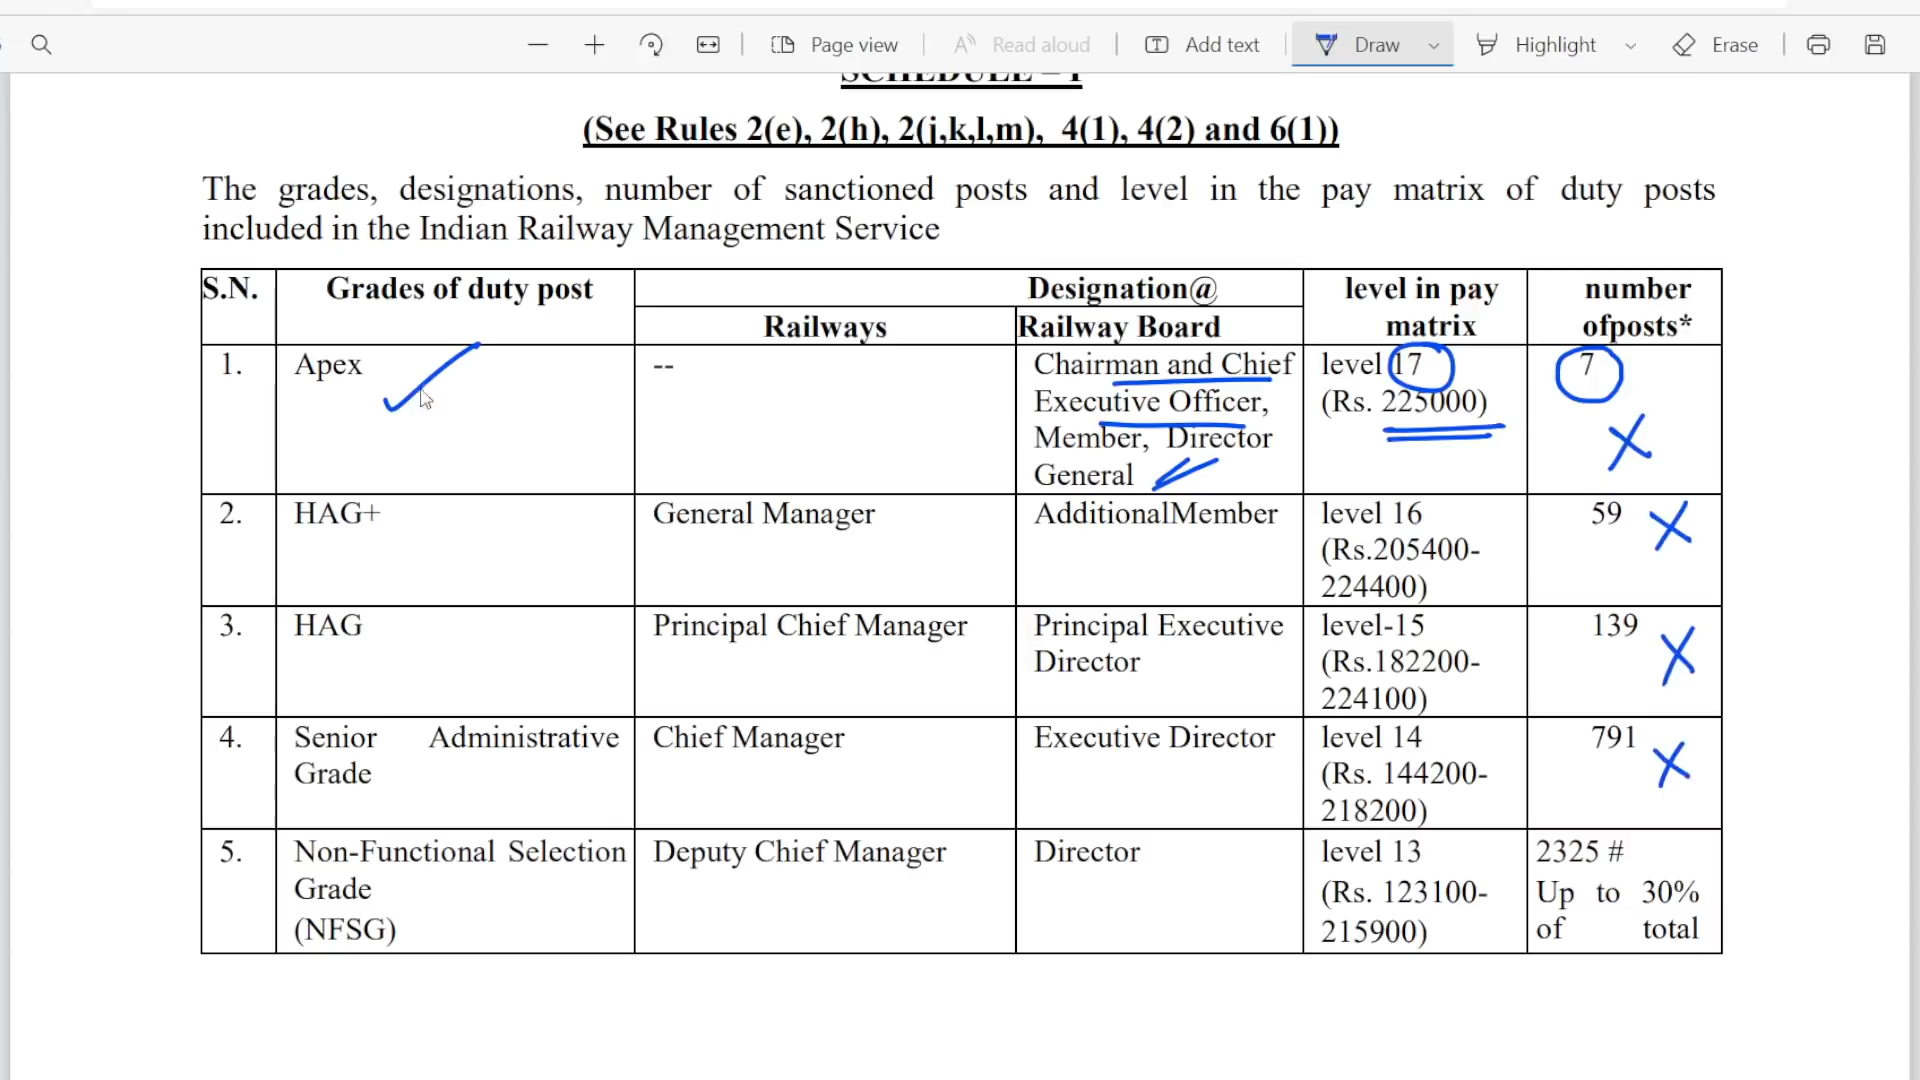 Page view
Read aloud
Add text
Draw
Highlight
Erase
SCHEDULE – I
(See Rules 2(e), 2(h), 2(j,k,l,m), 4(1), 4(2) and 6(1))
The grades, designations, number of sanctioned posts and level in the pay matrix of duty posts
included in the Indian Railway Management Service
S.N.
Grades of duty post
Designation@
Railways
Railway Board
level in pay
matrix
number
ofposts*
1.
Apex
--
Chairman and Chief
Executive Officer,
Member, Director
General
level 17
(Rs. 225000)
7
2.
HAG+
General Manager
AdditionalMember
level 16
(Rs.205400-
224400)
59
3.
HAG
Principal Chief Manager
Principal Executive
Director
level-15
(Rs.182200-
224100)
139
4.
Senior Administrative
Grade
Chief Manager
Executive Director
level 14
(Rs. 144200-
218200)
791
5.
Non-Functional Selection
Grade
(NFSG)
Deputy Chief Manager
Director
level 13
(Rs. 123100-
215900)
2325 #
Up to 30%
of total